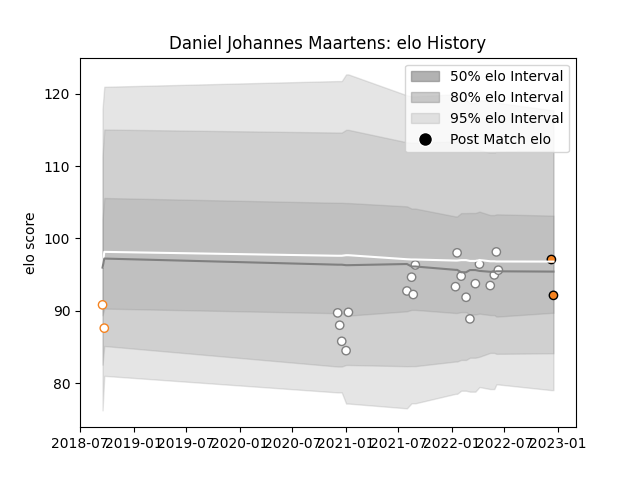 Daniel Johannes Maartens: elo History
50% elo Interval
80% elo Interval
95% elo Interval
Post Match elo
elo score
120
110
100
90
80
2018-07 2019-01 2019-07 2020-01 2020-07 2021-01 2021-07 2022-01 2022-07 2023-01